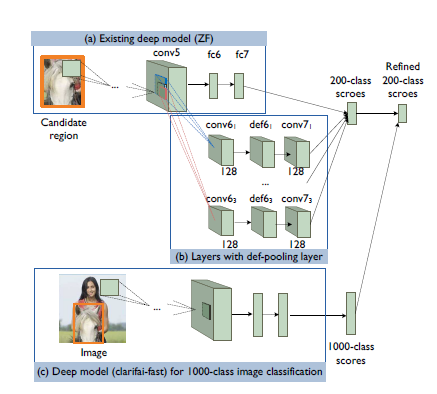 (a) Existing deep model (ZF)
conv5
fc6
fc7
Candidate
region
...
200-class
scroes
Refined
200-class
scroes
conv6₁
def6₁
conv7₁
128
128
...
conv6₃
def6₃
conv7₃
128
128
(b) Layers with def-pooling layer
...
Image
1000-class
scores
(c) Deep model (clarifai-fast) for 1000-class image classification